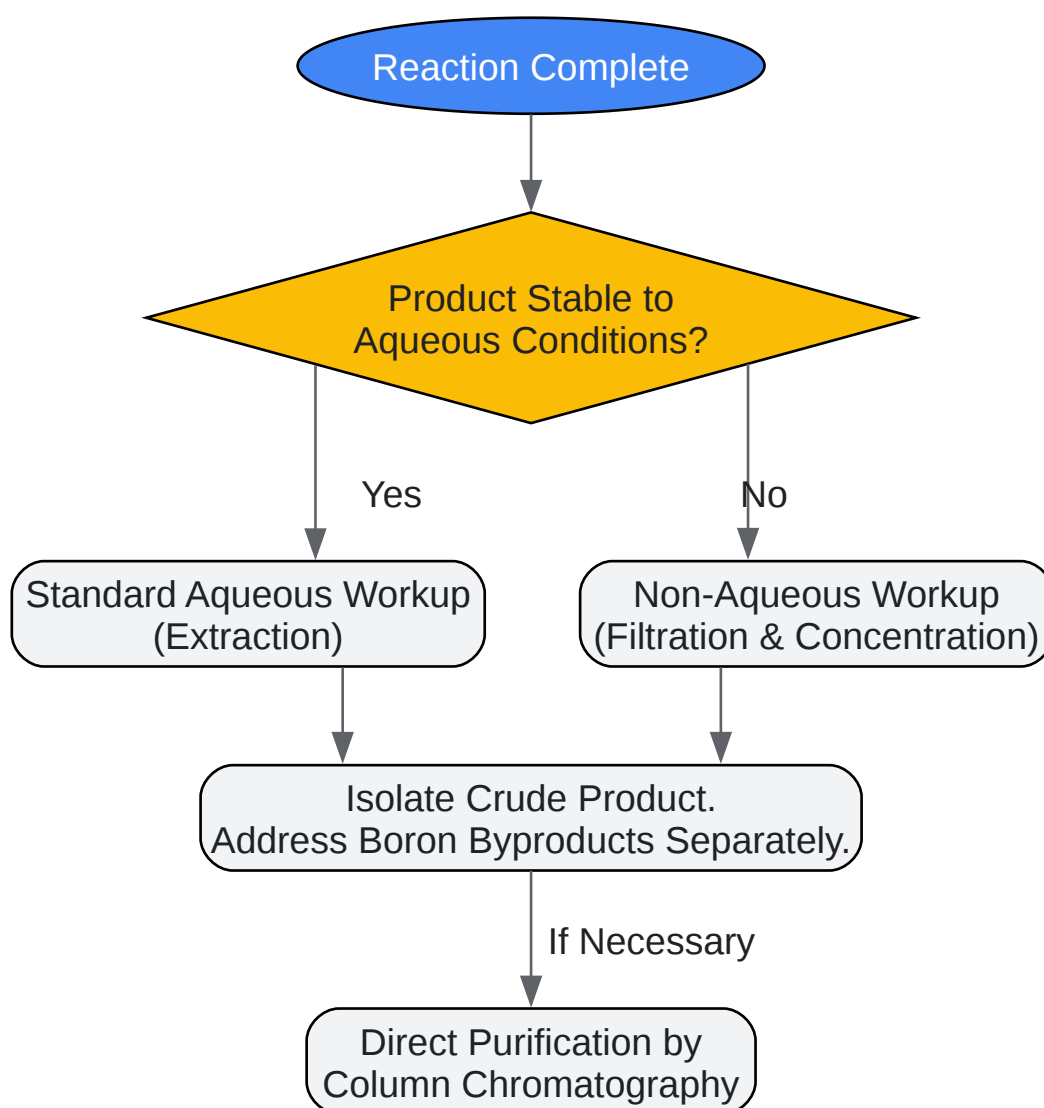 Reaction Complete
Product Stable to
Aqueous Conditions?
Yes
No
Standard Aqueous Workup
(Extraction)
Non-Aqueous Workup
(Filtration & Concentration)
Isolate Crude Product.
Address Boron Byproducts Separately.
If Necessary
Direct Purification by
Column Chromatography